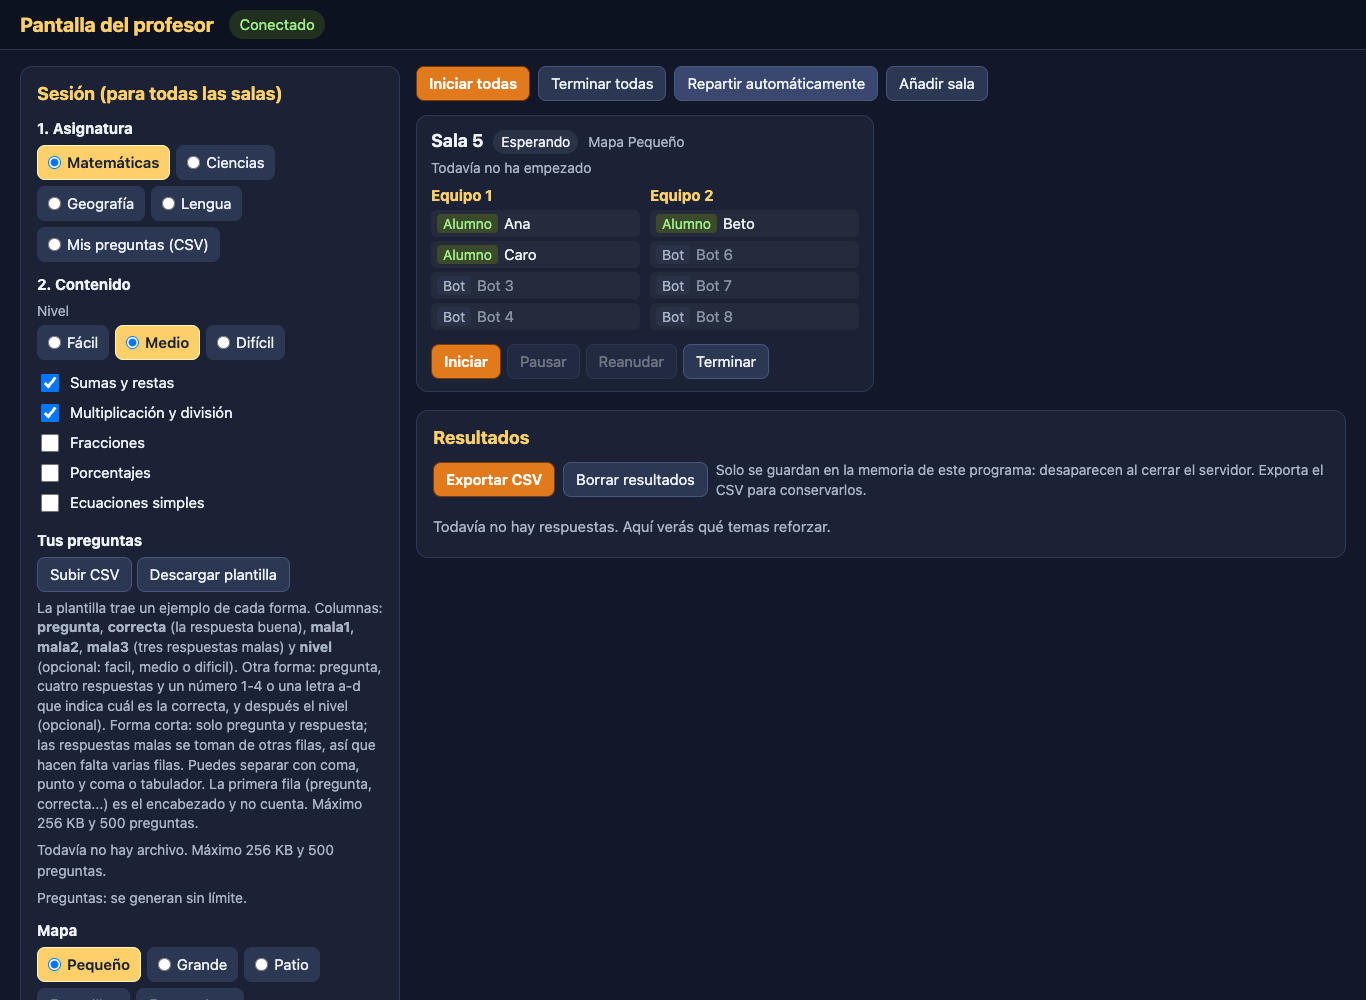 Pantalla del profesor
Conectado
Sesión (para todas las salas)
1. Asignatura
Matemáticas
Ciencias
Geografía
Lengua
Mis preguntas (CSV)
2. Contenido
Nivel
Fácil
Medio
Difícil
Sumas y restas
Multiplicación y división
Fracciones
Porcentajes
Ecuaciones simples
Tus preguntas
Subir CSV
Descargar plantilla
La plantilla trae un ejemplo de cada forma. Columnas:
pregunta, correcta (la respuesta buena), mala1,
mala2, mala3 (tres respuestas malas) y nivel
(opcional: facil, medio o dificil). Otra forma: pregunta,
cuatro respuestas y un número 1-4 o una letra a-d
que indica cuál es la correcta, y después el nivel
(opcional). Forma corta: solo pregunta y respuesta;
las respuestas malas se toman de otras filas, así que
hacen falta varias filas. Puedes separar con coma,
punto y coma o tabulador. La primera fila (pregunta,
correcta...) es el encabezado y no cuenta. Máximo
256 KB y 500 preguntas.
Todavía no hay archivo. Máximo 256 KB y 500
preguntas.
Preguntas: se generan sin límite.
Mapa
Pequeño
Grande
Patio
Iniciar todas
Terminar todas
Repartir automáticamente
Añadir sala
Sala 5
Esperando
Mapa Pequeño
Todavía no ha empezado
Equipo 1
Alumno Ana
Alumno Caro
Bot Bot 3
Bot Bot 4
Equipo 2
Alumno Beto
Bot Bot 6
Bot Bot 7
Bot Bot 8
Iniciar
Pausar
Reanudar
Terminar
Resultados
Exportar CSV
Borrar resultados
Solo se guardan en la memoria de este programa: desaparecen al cerrar el servidor. Exporta el
CSV para conservarlos.
Todavía no hay respuestas. Aquí verás qué temas reforzar.